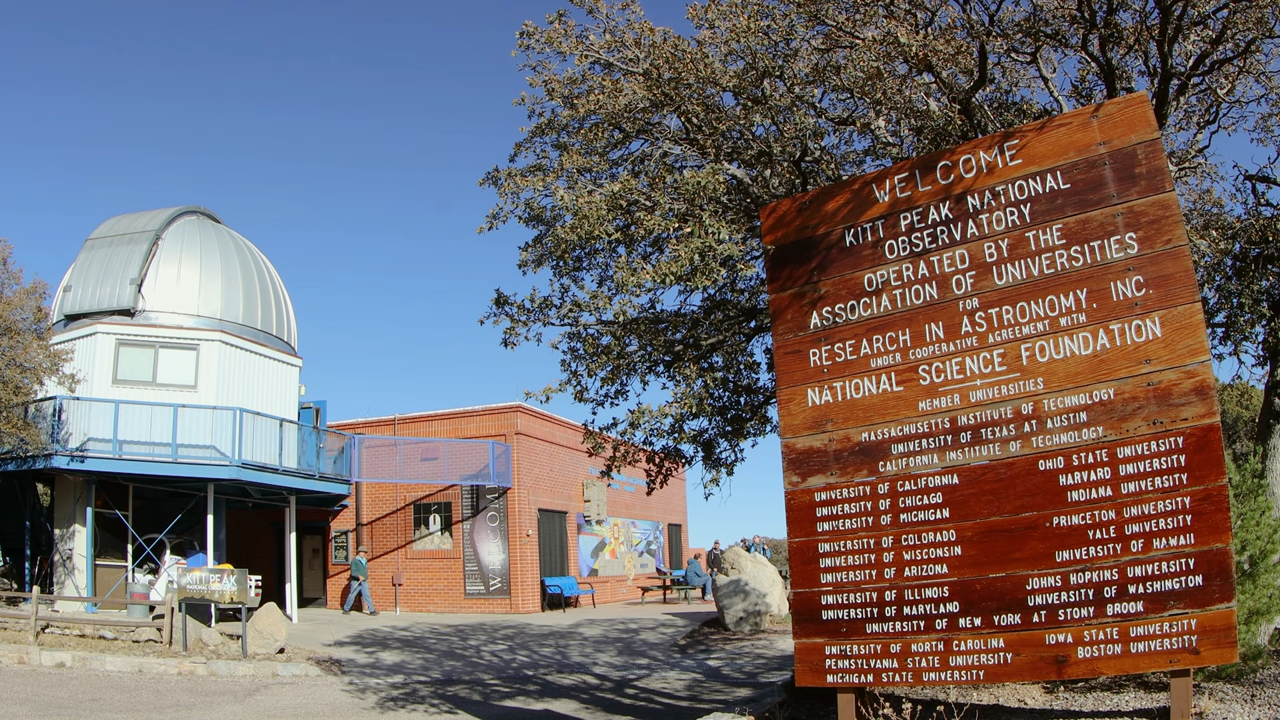 WELCOME
KITT PEAK NATIONAL
OBSERVATORY
OPERATED BY THE
ASSOCIATION OF UNIVERSITIES
FOR
RESEARCH IN ASTRONOMY, INC.
UNDER COOPERATIVE AGREEMENT WITH
NATIONAL SCIENCE FOUNDATION
MEMBER UNIVERSITIES
MASSACHUSETTS INSTITUTE OF TECHNOLOGY
UNIVERSITY OF TEXAS AT AUSTIN
CALIFORNIA INSTITUTE OF TECHNOLOGY
UNIVERSITY OF CALIFORNIA OHIO STATE UNIVERSITY
UNIVERSITY OF CHICAGO HARVARD UNIVERSITY
UNIVERSITY OF MICHIGAN INDIANA UNIVERSITY
UNIVERSITY OF COLORADO PRINCETON UNIVERSITY
UNIVERSITY OF WISCONSIN YALE UNIVERSITY
UNIVERSITY OF ARIZONA UNIVERSITY OF HAWAII
UNIVERSITY OF ILLINOIS JOHNS HOPKINS UNIVERSITY
UNIVERSITY OF MARYLAND UNIVERSITY OF WASHINGTON
UNIVERSITY OF NEW YORK AT STONY BROOK
UNIVERSITY OF NORTH CAROLINA IOWA STATE UNIVERSITY
PENNSYLVANIA STATE UNIVERSITY BOSTON UNIVERSITY
MICHIGAN STATE UNIVERSITY
WELCOME
KITT PEAK